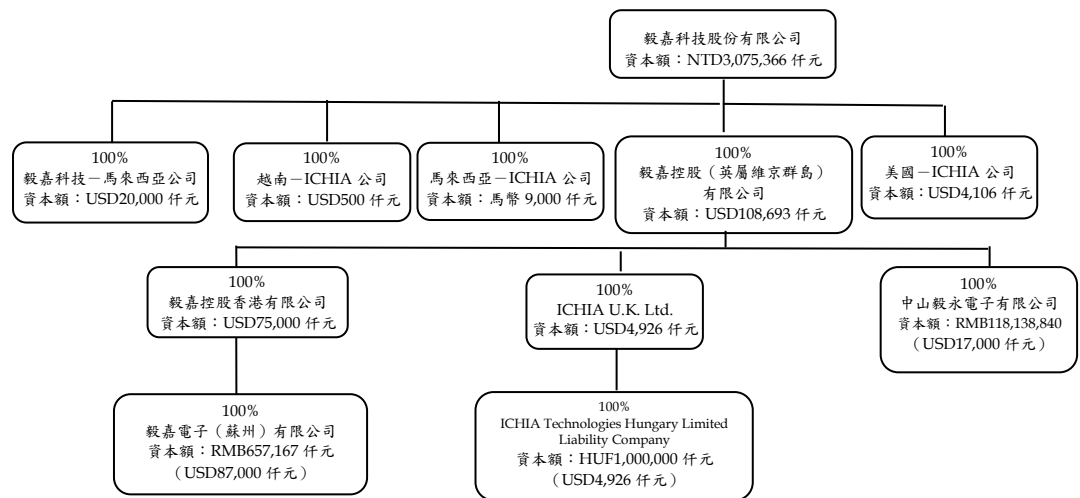 毅嘉科技股份有限公司
資本額：NTD3,075,366 仟元
100%
毅嘉科技－馬來西亞公司
資本額：USD20,000 仟元
100%
越南－ICHIA 公司
資本額：USD500 仟元
100%
馬來西亞－ICHIA 公司
資本額：馬幣 9,000 仟元
100%
毅嘉控股（英屬維京群島）
有限公司
資本額：USD108,693 仟元
100%
美國－ICHIA 公司
資本額：USD4,106 仟元
100%
毅嘉控股香港有限公司
資本額：USD75,000 仟元
100%
ICHIA U.K. Ltd.
資本額：USD4,926 仟元
100%
中山毅永電子有限公司
資本額：RMB118,138,840
（USD17,000 仟元）
100%
毅嘉電子（蘇州）有限公司
資本額：RMB657,167 仟元
（USD87,000 仟元）
100%
ICHIA Technologies Hungary Limited
Liability Company
資本額：HUF1,000,000 仟元
（USD4,926 仟元）